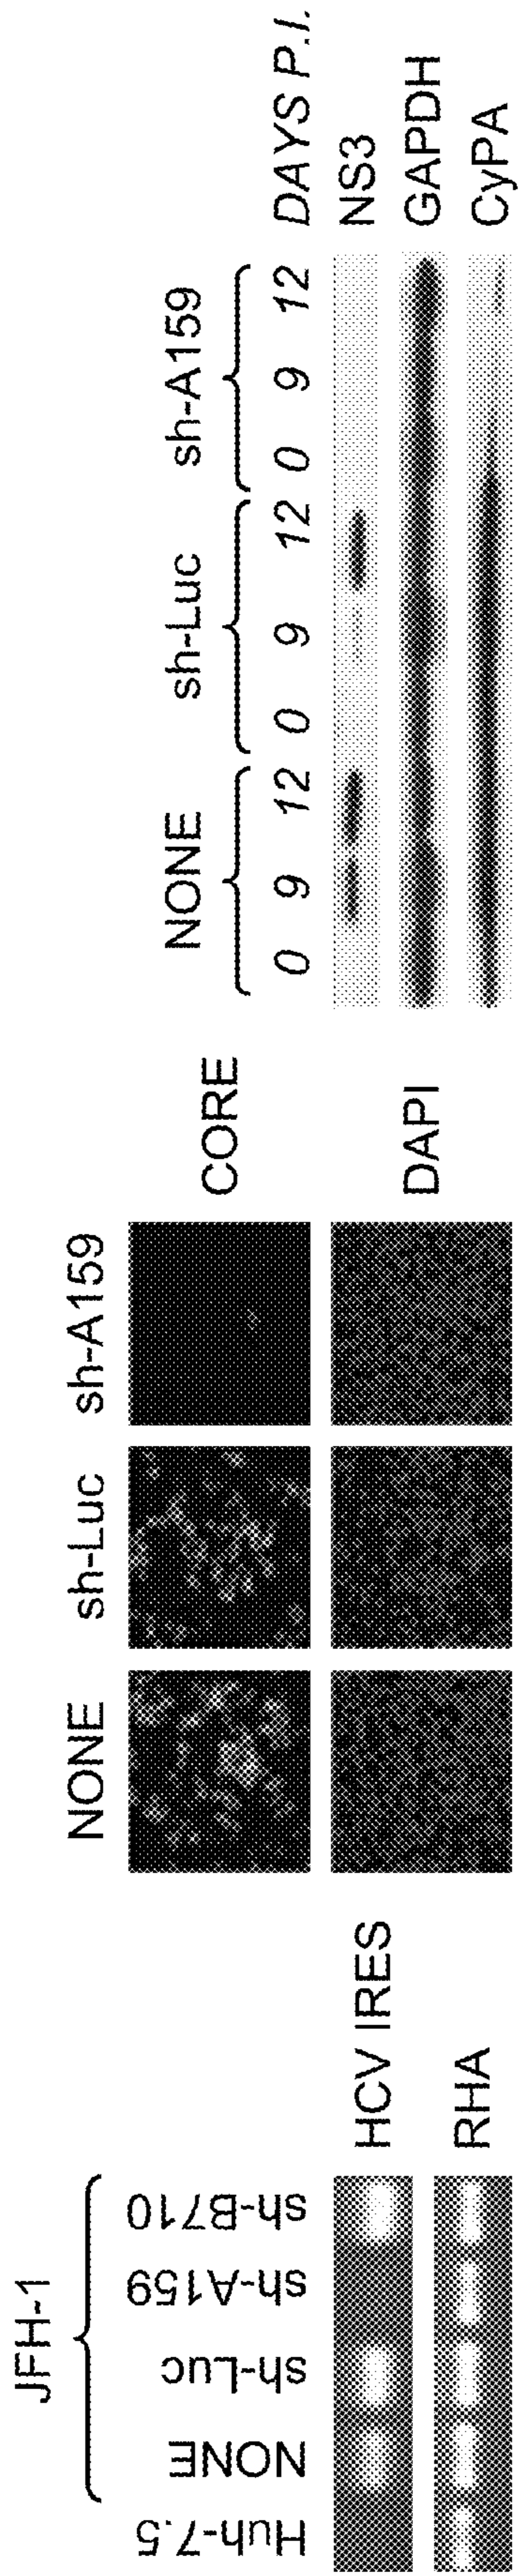 JFH-1
Huh-7.5 NONE sh-Luc sh-A159 sh-B710
HCV IRES
RHA
NONE sh-Luc sh-A159
CORE
DAPI
NONE sh-Luc sh-A159
0 9 12 0 9 12 0 9 12 DAYS P.I.
NS3
GAPDH
CyPA